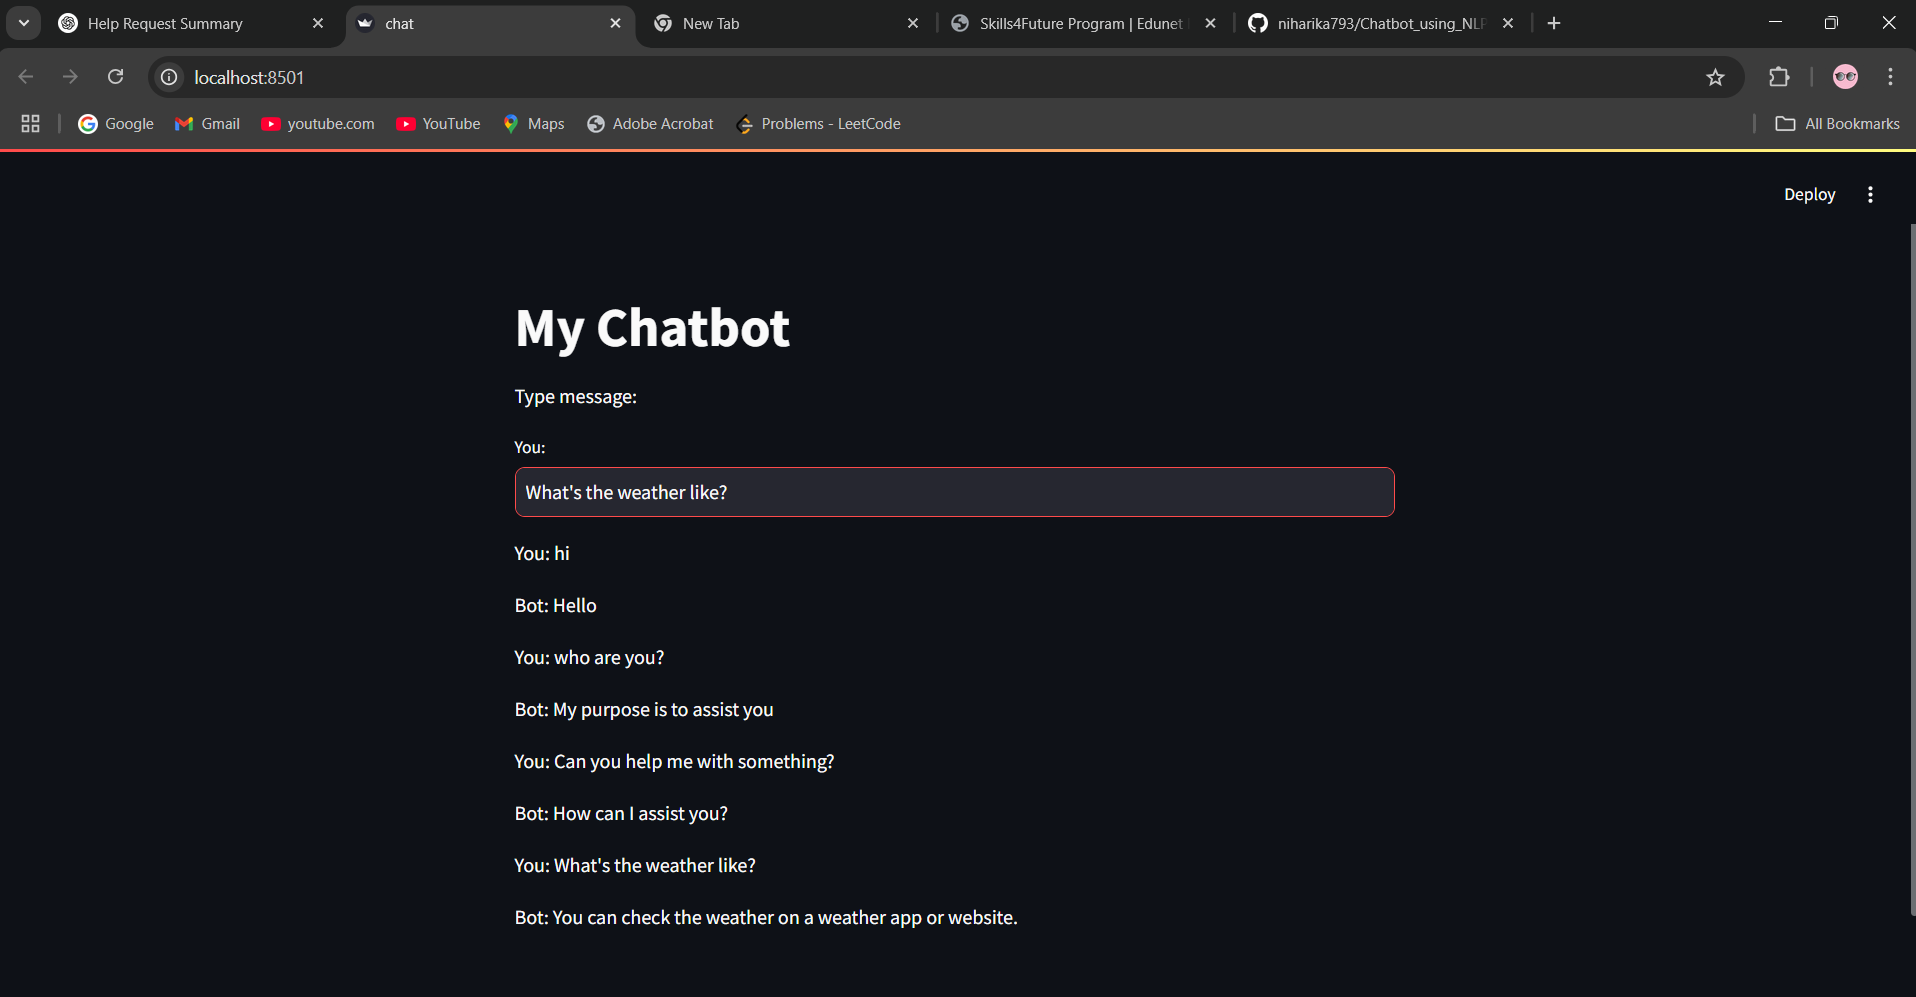 Help Request Summary
chat
New Tab
Skills4Future Program | Edunet
niharika793/Chatbot_using_NLP
localhost:8501
Google
Gmail
youtube.com
YouTube
Maps
Adobe Acrobat
Problems - LeetCode
All Bookmarks
Deploy
My Chatbot
Type message:
You:
What's the weather like?
You: hi
Bot: Hello
You: who are you?
Bot: My purpose is to assist you
You: Can you help me with something?
Bot: How can I assist you?
You: What's the weather like?
Bot: You can check the weather on a weather app or website.